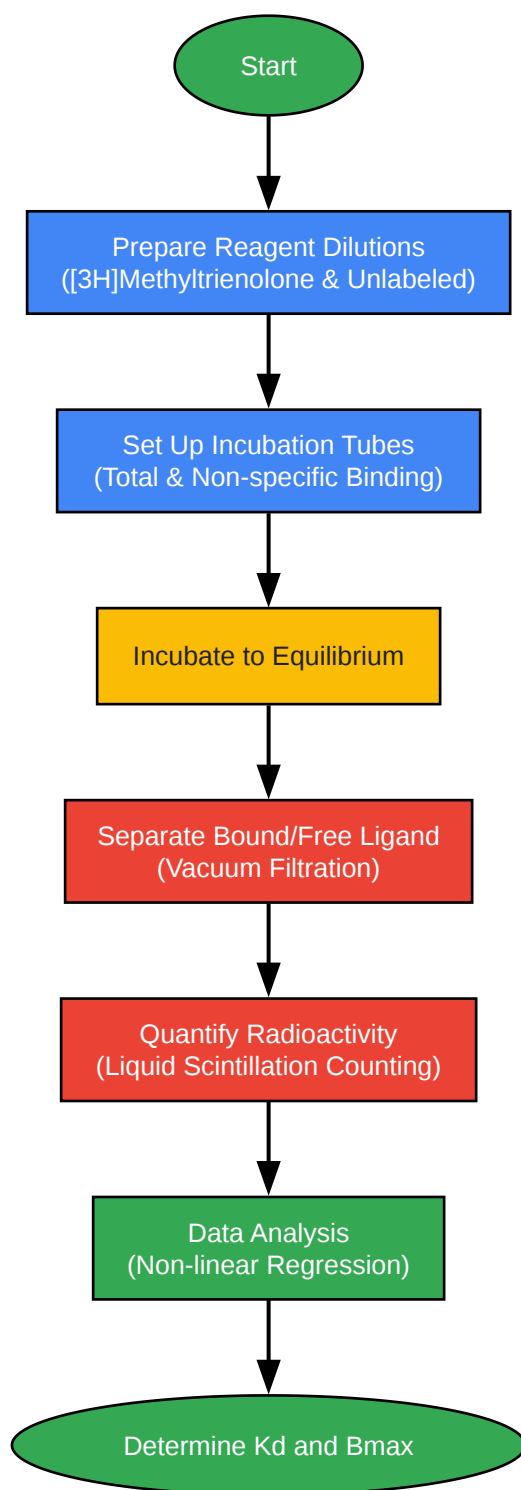 Start
Prepare Reagent Dilutions
([3H]Methyltrienolone & Unlabeled)
Set Up Incubation Tubes
(Total & Non-specific Binding)
Incubate to Equilibrium
Separate Bound/Free Ligand
(Vacuum Filtration)
Quantify Radioactivity
(Liquid Scintillation Counting)
Data Analysis
(Non-linear Regression)
Determine Kd and Bmax